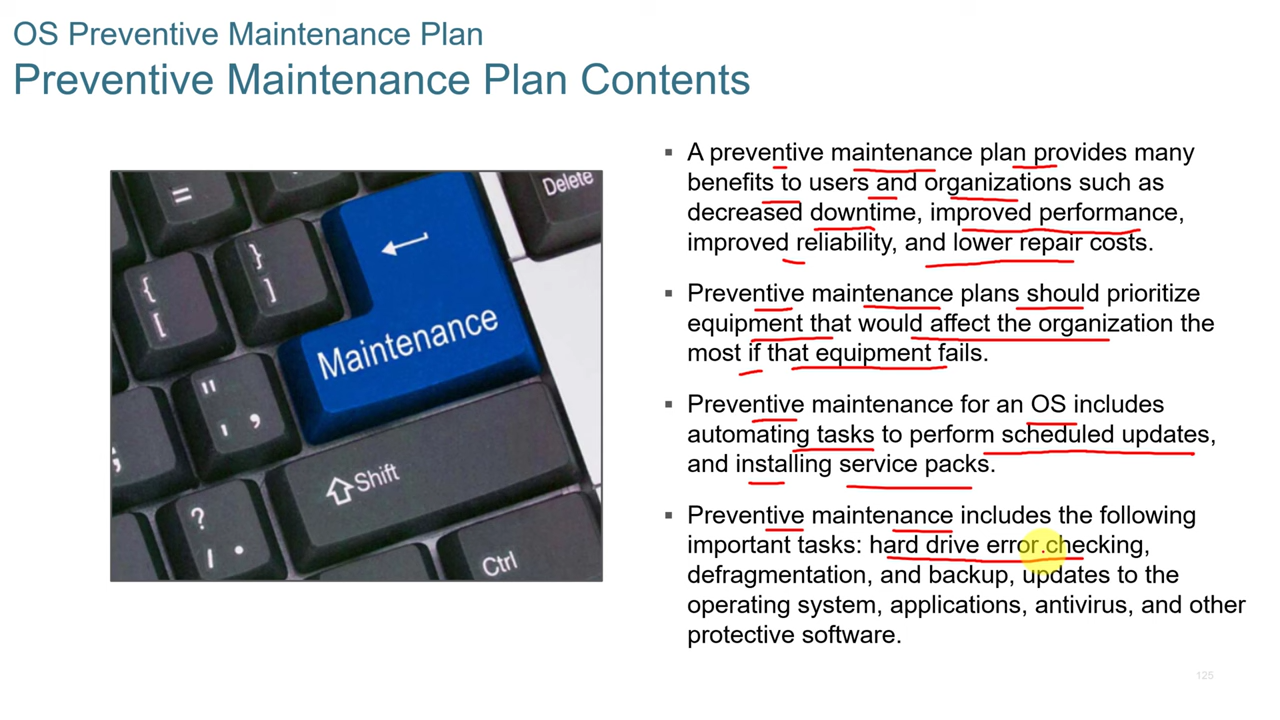 OS Preventive Maintenance Plan
Preventive Maintenance Plan Contents
Delete
=
}
]
{
[
Maintenance
"
' ,
;
Shift
?
/ .
Ctrl
▪ A preventive maintenance plan provides many
benefits to users and organizations such as
decreased downtime, improved performance,
improved reliability, and lower repair costs.
▪ Preventive maintenance plans should prioritize
equipment that would affect the organization the
most if that equipment fails.
▪ Preventive maintenance for an OS includes
automating tasks to perform scheduled updates,
and installing service packs.
▪ Preventive maintenance includes the following
important tasks: hard drive error checking,
defragmentation, and backup, updates to the
operating system, applications, antivirus, and other
protective software.
125